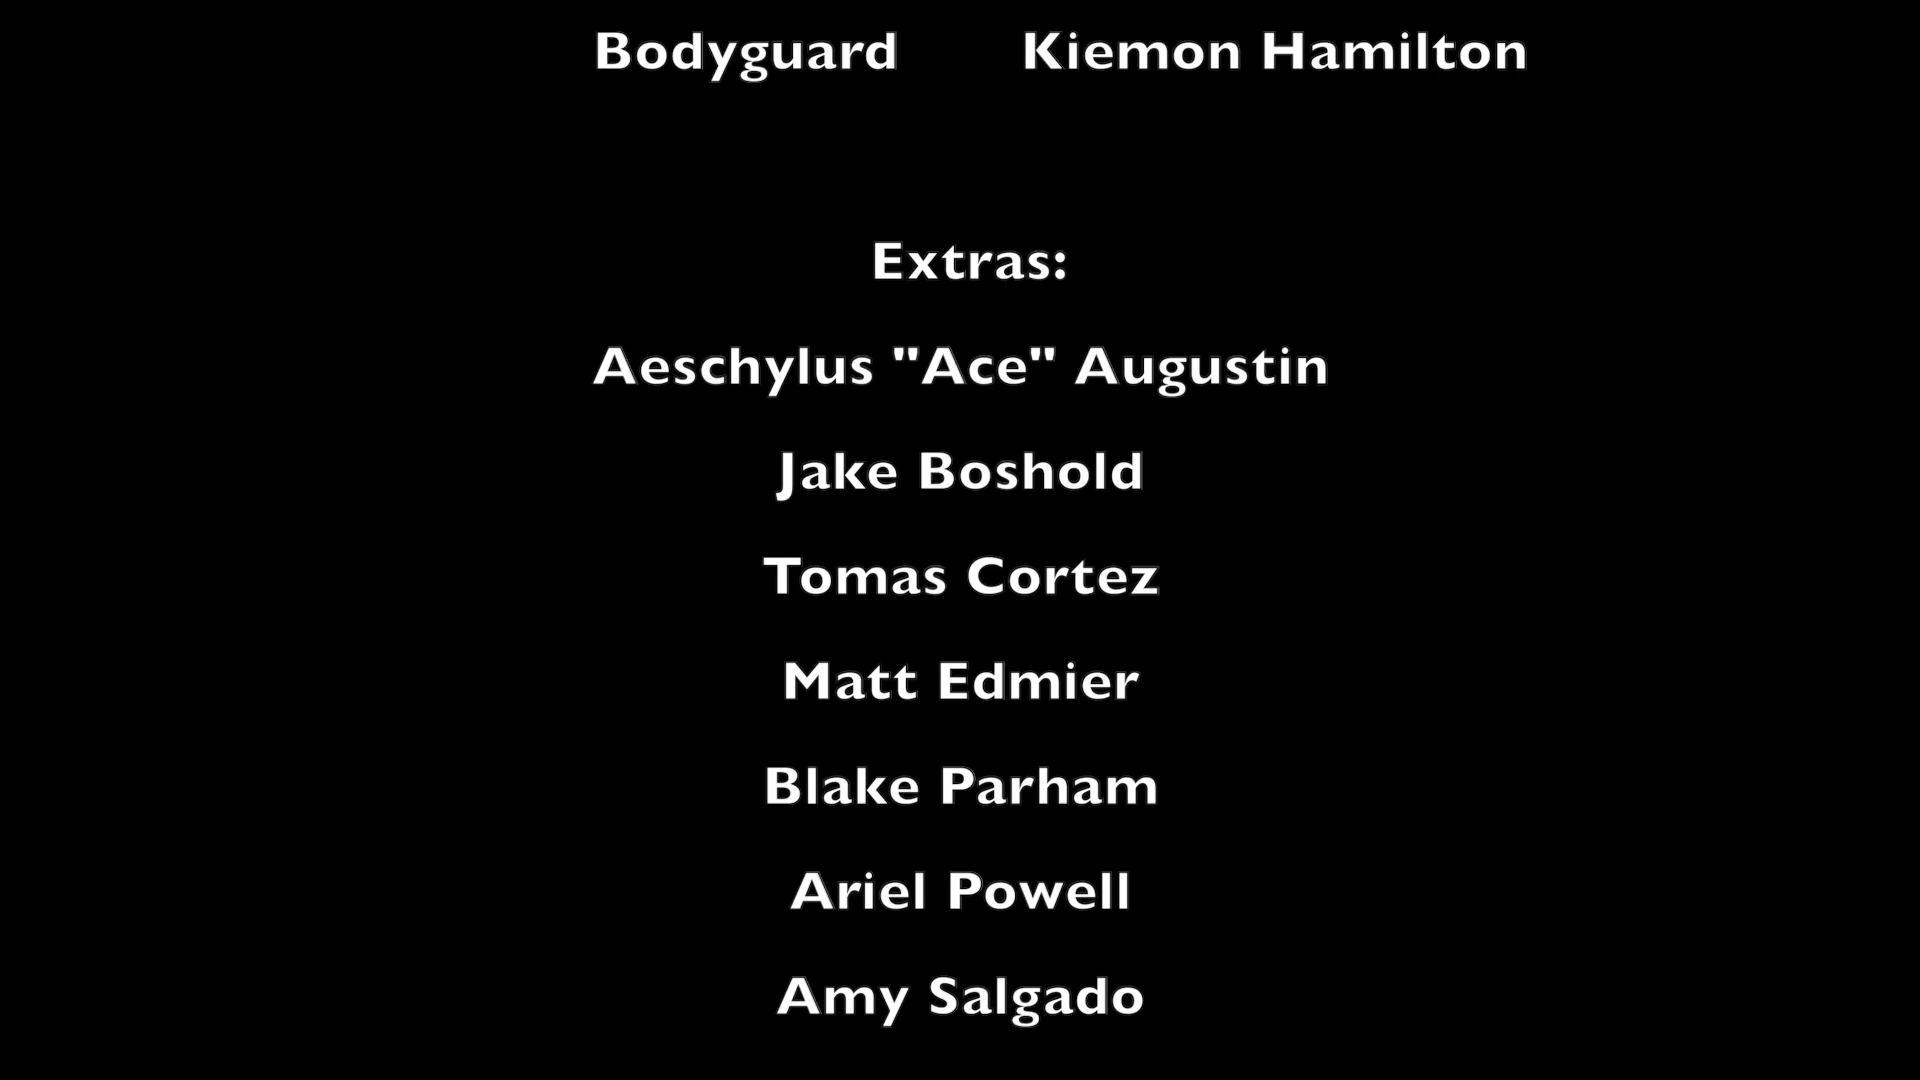 Bodyguard Kiemon Hamilton
Extras:
Aeschylus "Ace" Augustin
Jake Boshold
Tomas Cortez
Matt Edmier
Blake Parham
Ariel Powell
Amy Salgado